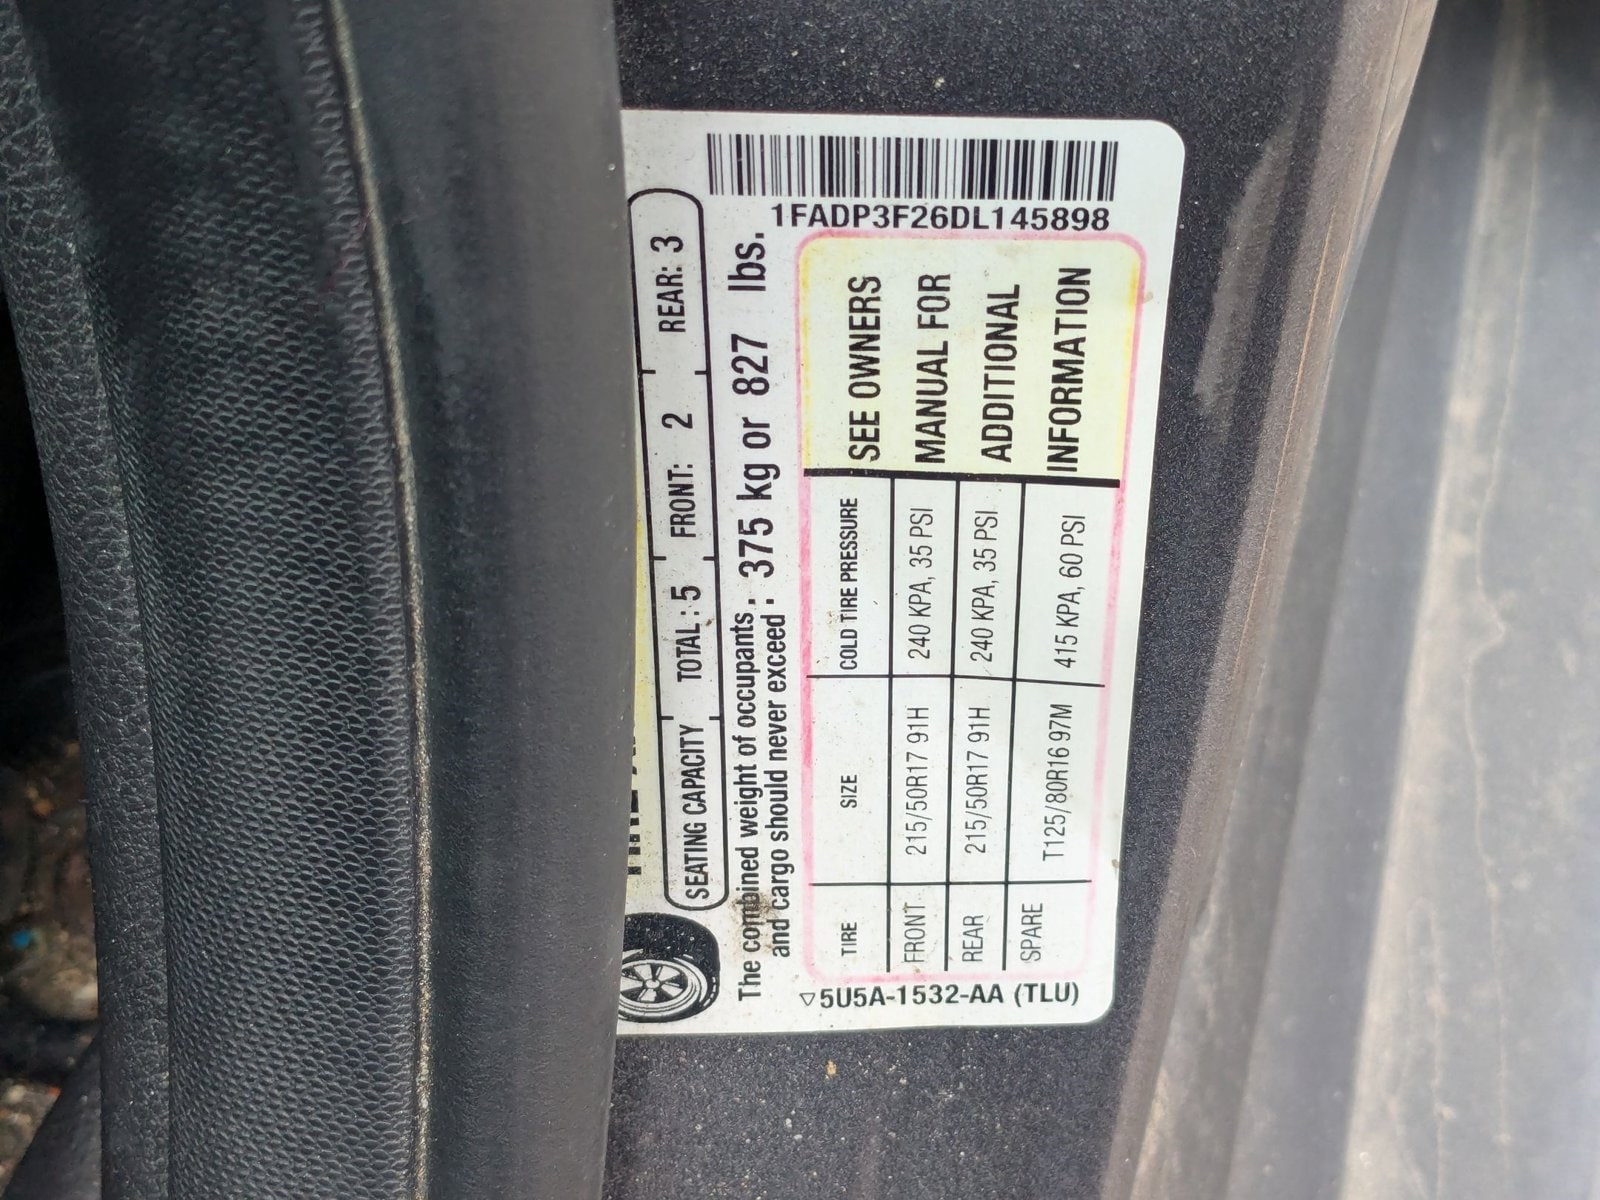 1FADP3F26DL145898
SEATING CAPACITY TOTAL : 5 FRONT: 2 REAR: 3
The combined weight of occupants
and cargo should never exceed : 375 kg or 827 lbs.
TIRE SIZE COLD TIRE PRESSURE SEE OWNERS
FRONT 215/50R17 91H 240 KPA, 35 PSI MANUAL FOR
REAR 215/50R17 91H 240 KPA, 35 PSI ADDITIONAL
SPARE T125/80R16 97M 415 KPA, 60 PSI INFORMATION
5U5A-1532-AA (TLU)